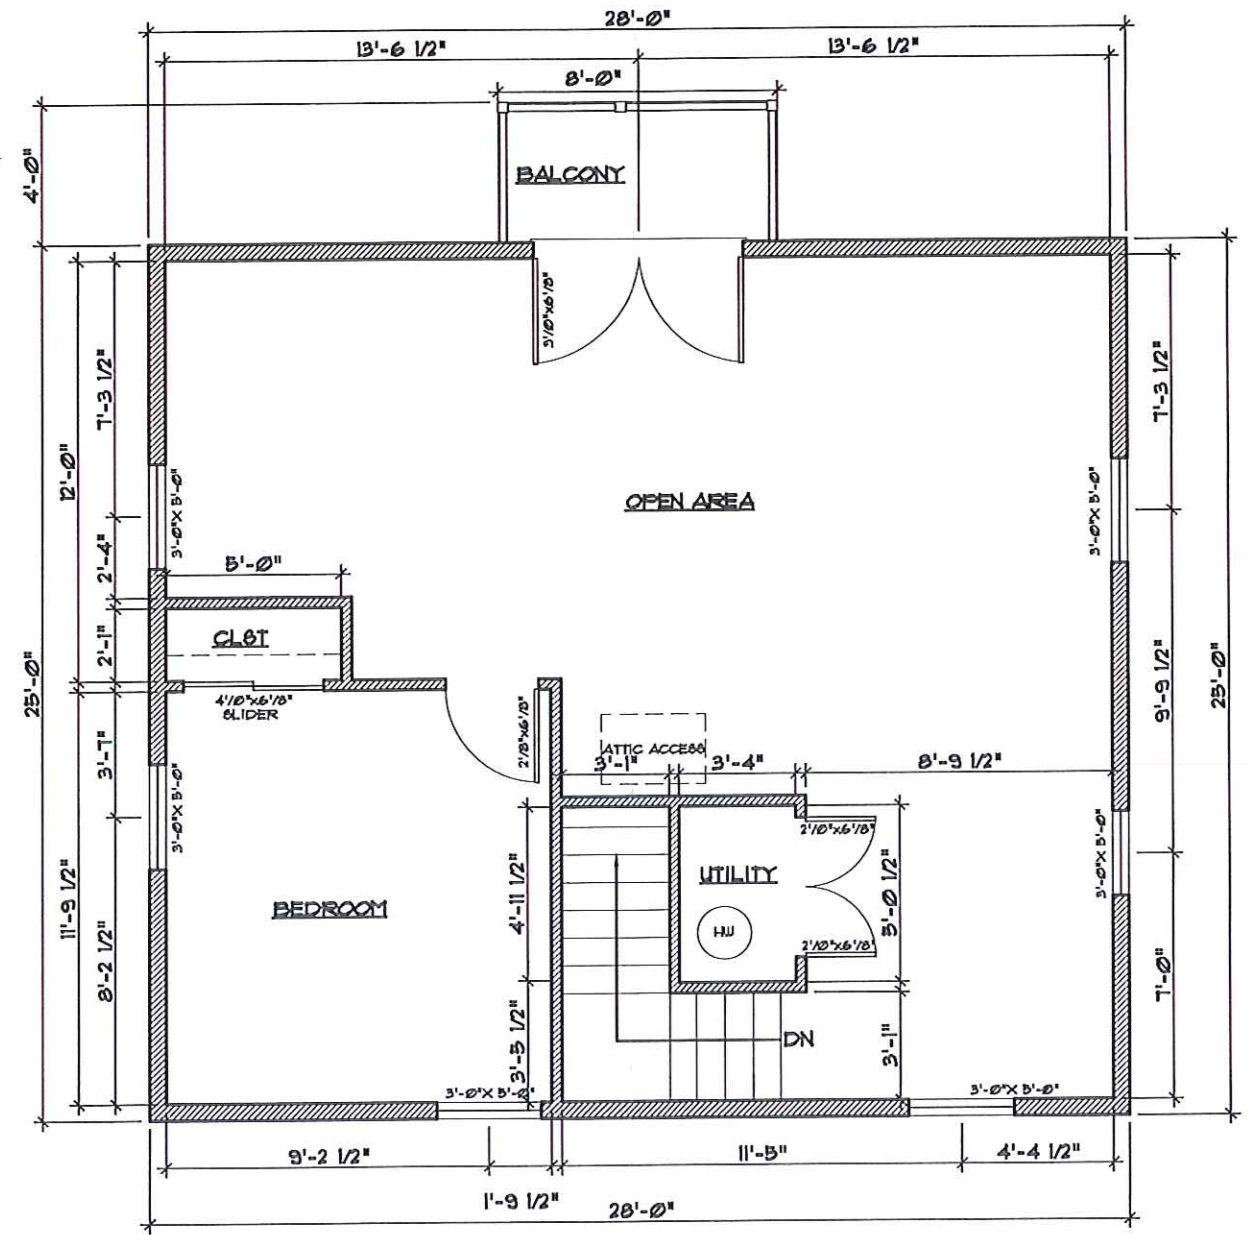 28'-0"
13'-6 1/2"
13'-6 1/2"
8'-0"
4'-0"
BALCONY
3'/0"x6'/8"
7'-3 1/2"
7'-3 1/2"
12'-0"
3'-0"X 5'-0"
3'-0"X 5'-0"
OPEN AREA
2'-4"
5'-0"
CLST
2'-1"
25'-0"
25'-0"
9'-9 1/2"
4'/0"x6'/8"
SLIDER
2'/8"x6'/8"
ATTIC ACCESS
3'-7"
3'-1"
3'-4"
8'-9 1/2"
3'-0"X 5'-0"
3'-0"X 5'-0"
2'/0"x6'/8"
UTILITY
11'-9 1/2"
BEDROOM
4'-11 1/2"
HW
5'-0 1/2"
2'/0"x6'/8"
8'-2 1/2"
7'-0"
3'-5 1/2"
DN
3'-1"
3'-0"X 5'-0"
3'-0"X 5'-0"
9'-2 1/2"
11'-5"
4'-4 1/2"
1'-9 1/2"
28'-0"